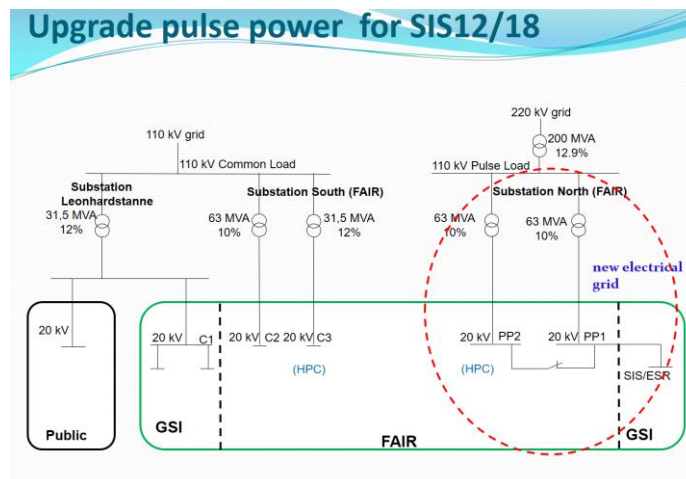 Upgrade pulse power for SIS12/18
220 kV grid
200 MVA
12.9%
110 kV grid
110 kV Common Load
110 kV Pulse Load
Substation
Leonhardstanne
Substation South (FAIR)
Substation North (FAIR)
31,5 MVA
12%
63 MVA
10%
31,5 MVA
12%
63 MVA
10%
63 MVA
10%
new electrical
grid
20 kV
20 kV C1
20 kV C2
20 kV C3
20 kV PP2
20 kV PP1
(HPC)
(HPC)
SIS/ESR
Public
GSI
FAIR
GSI